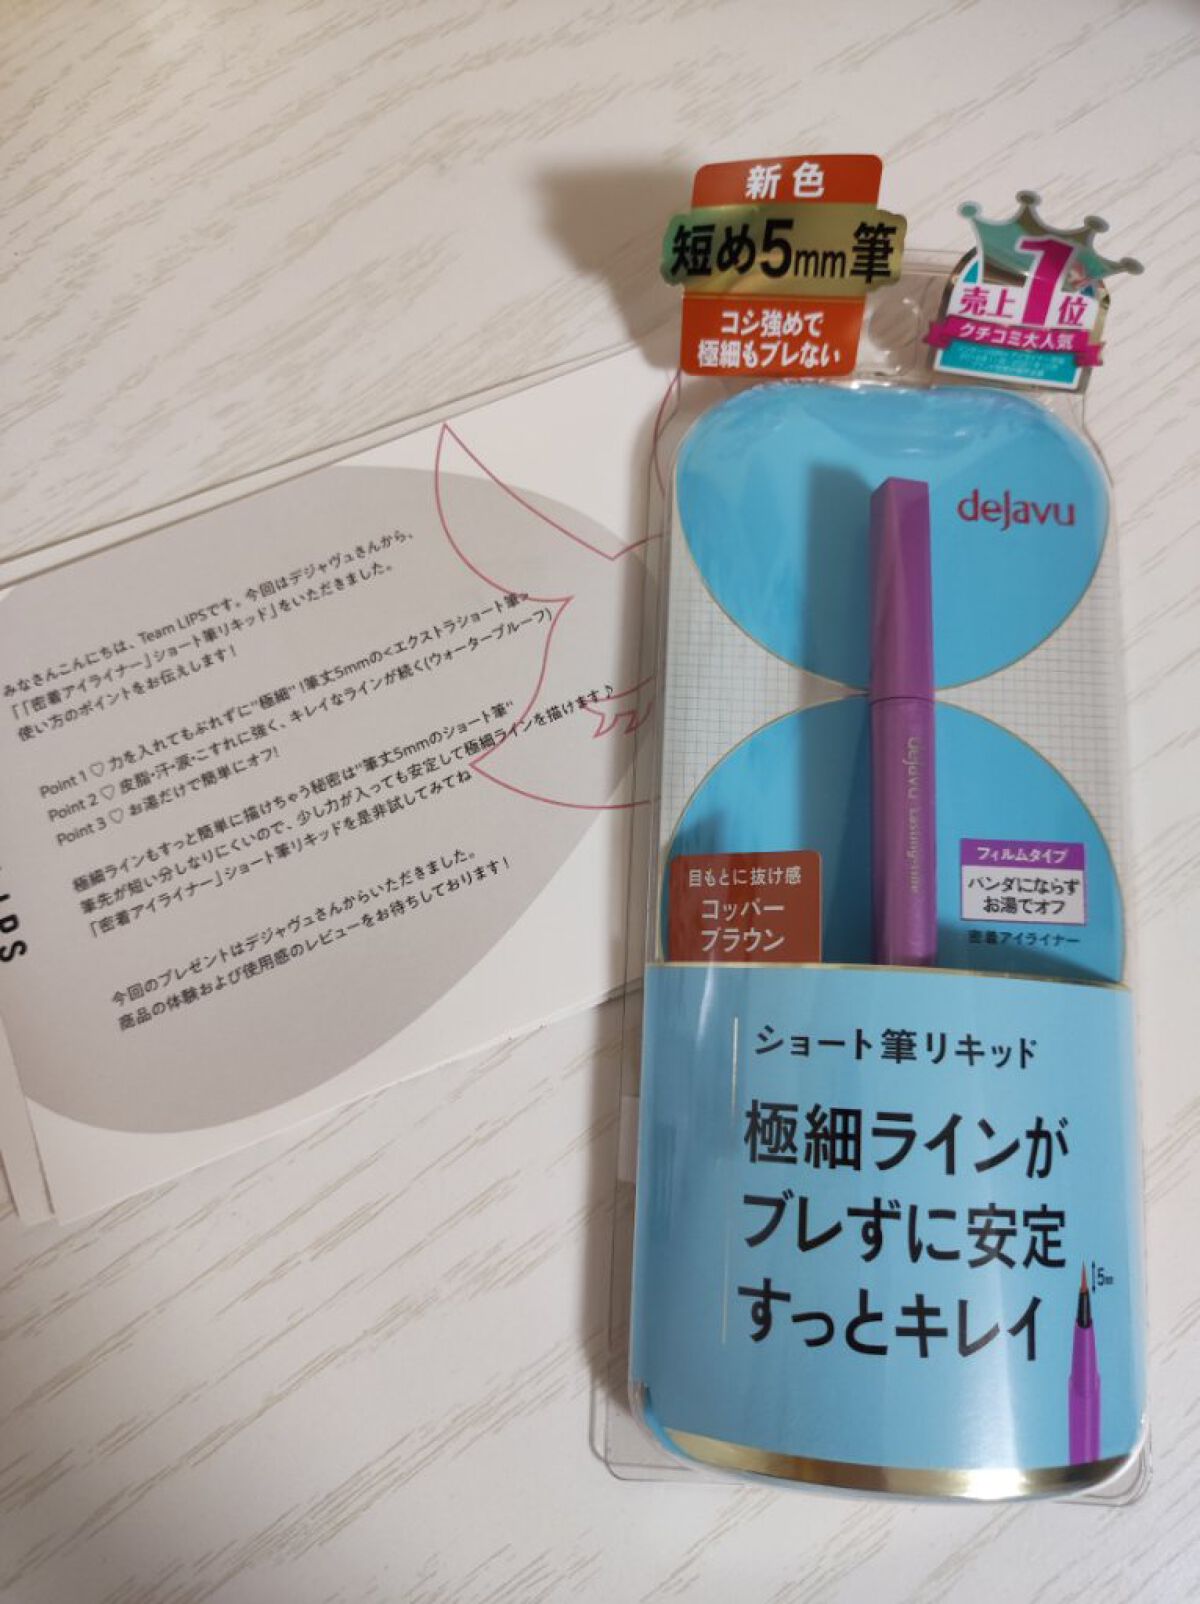 新色
短め5mm筆
コシ強めで
極細もブレない
売上1位
クチコミ大人気
dejavu
dejavu lasting-fine
目もとに抜け感
コッパー
ブラウン
フィルムタイプ
パンダにならず
お湯でオフ
密着アイライナー
ショート筆リキッド
極細ラインが
ブレずに安定
すっとキレイ
5mm
みなさんこんにちは、Team LIPSです。今回はデジャヴュさんから、
「「密着アイライナー」ショート筆リキッド」をいただきました。
使い方のポイントをお伝えします！
Point 1 ♡ 力を入れてもぶれずに"極細"！筆丈5mmの<エクストラショート筆>
Point 2 ♡ 皮脂・汗・涙・こすれに強く、キレイなラインが続く(ウォータープルーフ)
Point 3 ♡ お湯だけで簡単にオフ!
極細ラインもすっと簡単に描けちゃう秘密は"筆丈5mmのショート筆"
筆先が短い分しなりにくいので、少し力が入っても安定して極細ラインを描けます♪
「密着アイライナー」ショート筆リキッドを是非試してみてね
今回のプレゼントはデジャヴュさんからいただきました。
商品の体験および使用感のレビューをお待ちしております！
LIPS